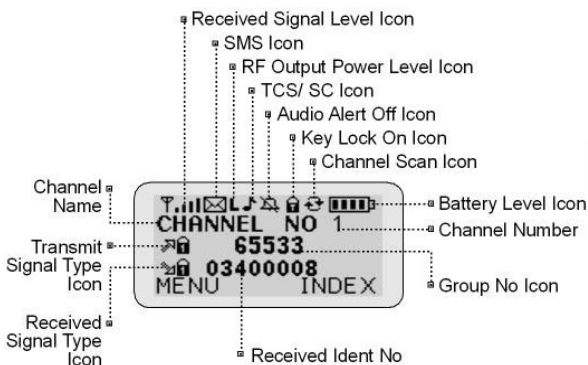 Received Signal Level Icon
SMS Icon
RF Output Power Level Icon
TCS/ SC Icon
Audio Alert Off Icon
Key Lock On Icon
Channel Scan Icon
Channel
Name
Battery Level Icon
CHANNEL NO 1
Channel Number
Transmit
Signal Type
Icon
65533
Group No Icon
03400008
MENU INDEX
Received
Signal Type
Icon
Received Ident No